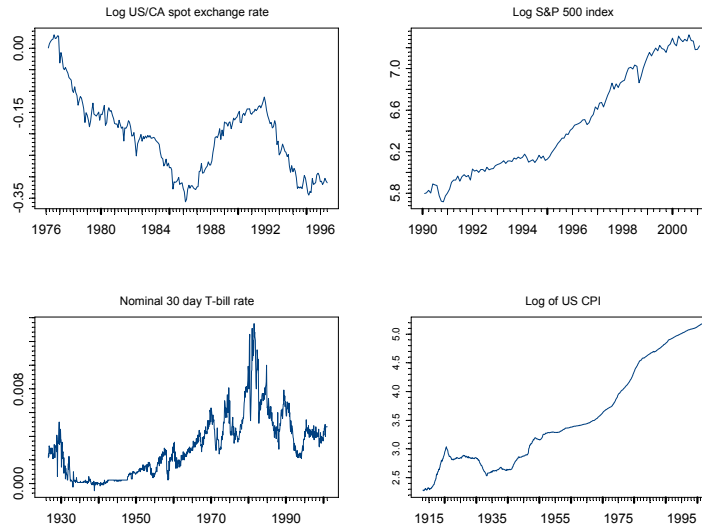 Log US/CA spot exchange rate
0.00
-0.15
-0.35
1976 1980 1984 1988 1992 1996
Log S&P 500 index
7.0
6.6
6.2
5.8
1990 1992 1994 1996 1998 2000
Nominal 30 day T-bill rate
0.008
0.000
1930 1950 1970 1990
Log of US CPI
5.0
4.5
4.0
3.5
3.0
2.5
1915 1935 1955 1975 1995